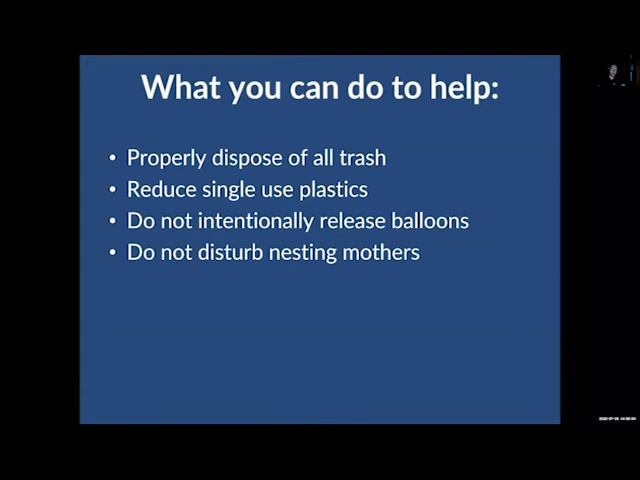 What you can do to help:
• Properly dispose of all trash
• Reduce single use plastics
• Do not intentionally release balloons
• Do not disturb nesting mothers